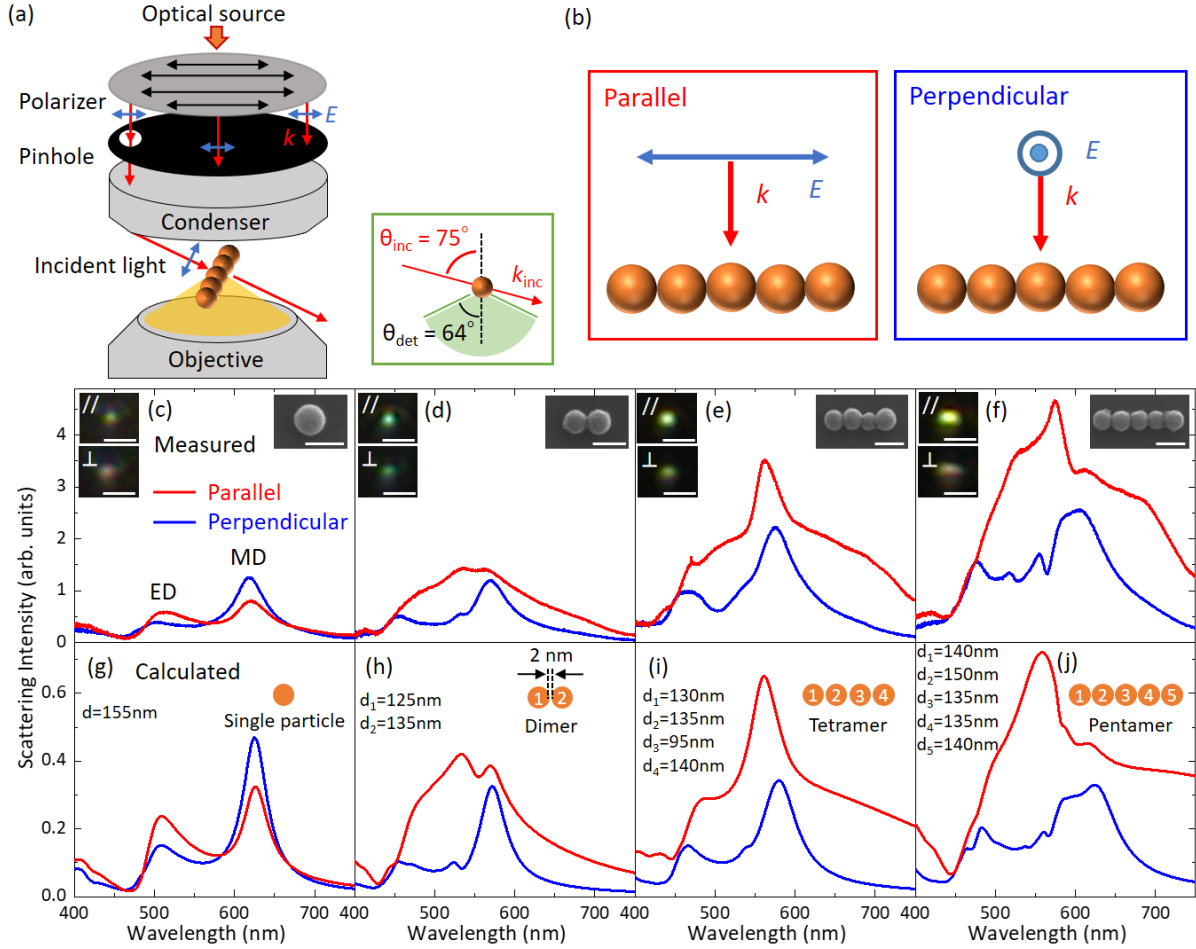 (a)
Optical source
Polarizer
E
k
Pinhole
Condenser
Incident light
Objective
θinc = 75°
kinc
θdet = 64°
(b)
Parallel
E
k
Perpendicular
E
k
Scattering Intensity (arb. units)
// (c)
Measured
⊥
Parallel
Perpendicular
ED
MD
4
3
2
1
0
// (d)
⊥
// (e)
⊥
// (f)
⊥
(g) Calculated
d=155nm
Single particle
0.6
0.4
0.2
0.0
400 500 600 700
Wavelength (nm)
(h)
2 nm
d₁=125nm
d₂=135nm
1 2
Dimer
400 500 600 700
Wavelength (nm)
(i)
d₁=130nm
d₂=135nm
d₃=95nm
d₄=140nm
1 2 3 4
Tetramer
400 500 600 700
Wavelength (nm)
(j)
d₁=140nm
d₂=150nm
d₃=135nm
d₄=135nm
d₅=140nm
1 2 3 4 5
Pentamer
400 500 600 700
Wavelength (nm)